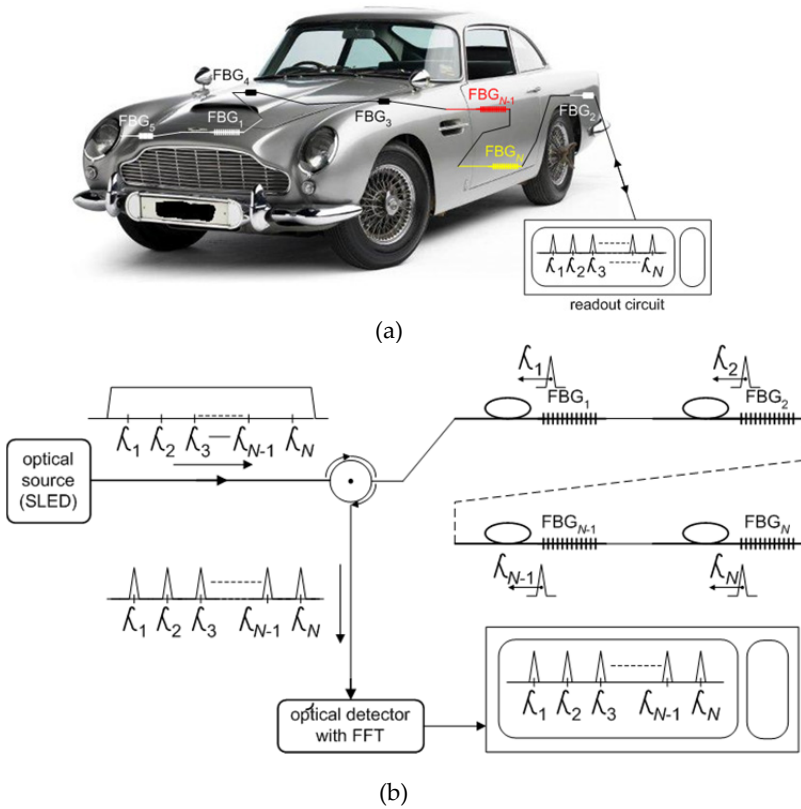 FBG4
FBG5 FBG1 FBG3 FBGN-1 FBG2
FBGN
λ1 λ2 λ3 λN
readout circuit
(a)
λ1 λ2
FBG1 FBG2
λ1 λ2 λ3 λN-1 λN
optical
source
(SLED)
FBGN-1 FBGN
λN-1 λN
λ1 λ2 λ3 λN-1 λN
λ1 λ2 λ3 λN-1 λN
optical detector
with FFT
(b)